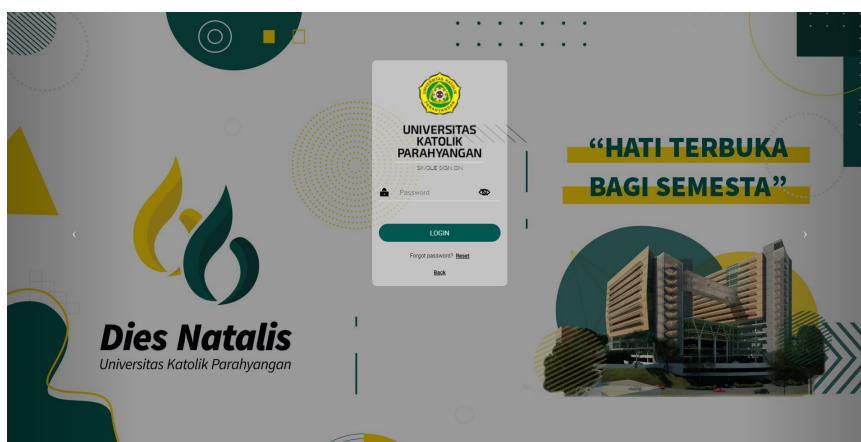 UNIVERSITAS
KATOLIK
PARAHYANGAN
SINGLE SIGN ON
Password
LOGIN
Forgot password? Reset
Back
Dies Natalis
Universitas Katolik Parahyangan
“HATI TERBUKA
BAGI SEMESTA”